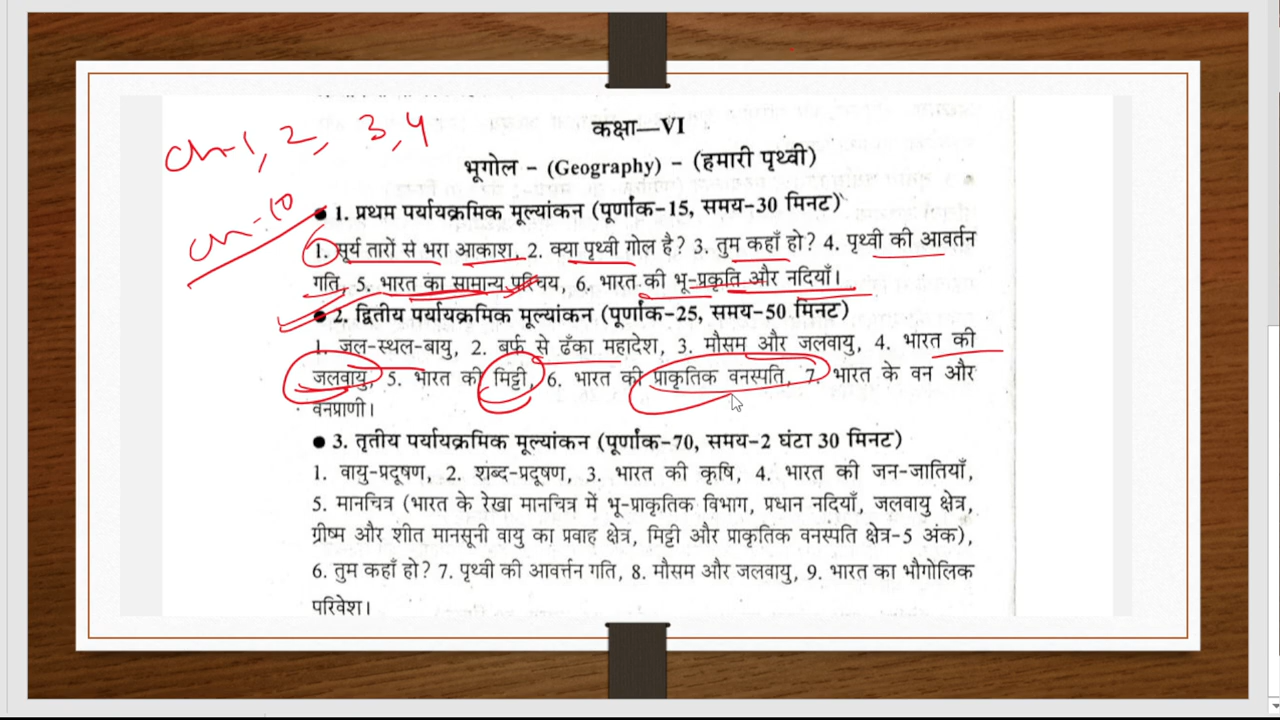 ch-1, 2, 3, 4
ch-10
कक्षा—VI
भूगोल – (Geography) – (हमारी पृथ्वी)
● 1. प्रथम पर्यायक्रमिक मूल्यांकन (पूर्णांक-15, समय-30 मिनट)
1. सूर्य तारों से भरा आकाश, 2. क्या पृथ्वी गोल है? 3. तुम कहाँ हो? 4. पृथ्वी की आवर्तन
गति, 5. भारत का सामान्य परिचय, 6. भारत की भू-प्रकृति और नदियाँ।
● 2. द्वितीय पर्यायक्रमिक मूल्यांकन (पूर्णांक-25, समय-50 मिनट)
1. जल-स्थल-बायु, 2. बर्फ से ढँका महादेश, 3. मौसम और जलवायु, 4. भारत की
जलवायु, 5. भारत की मिट्टी, 6. भारत की प्राकृतिक वनस्पति, 7. भारत के वन और
वनप्राणी।
● 3. तृतीय पर्यायक्रमिक मूल्यांकन (पूर्णांक-70, समय-2 घंटा 30 मिनट)
1. वायु-प्रदूषण, 2. शब्द-प्रदूषण, 3. भारत की कृषि, 4. भारत की जन-जातियाँ,
5. मानचित्र (भारत के रेखा मानचित्र में भू-प्राकृतिक विभाग, प्रधान नदियाँ, जलवायु क्षेत्र,
ग्रीष्म और शीत मानसूनी वायु का प्रवाह क्षेत्र, मिट्टी और प्राकृतिक वनस्पति क्षेत्र-5 अंक),
6. तुम कहाँ हो? 7. पृथ्वी की आवर्त्तन गति, 8. मौसम और जलवायु, 9. भारत का भौगोलिक
परिवेश।